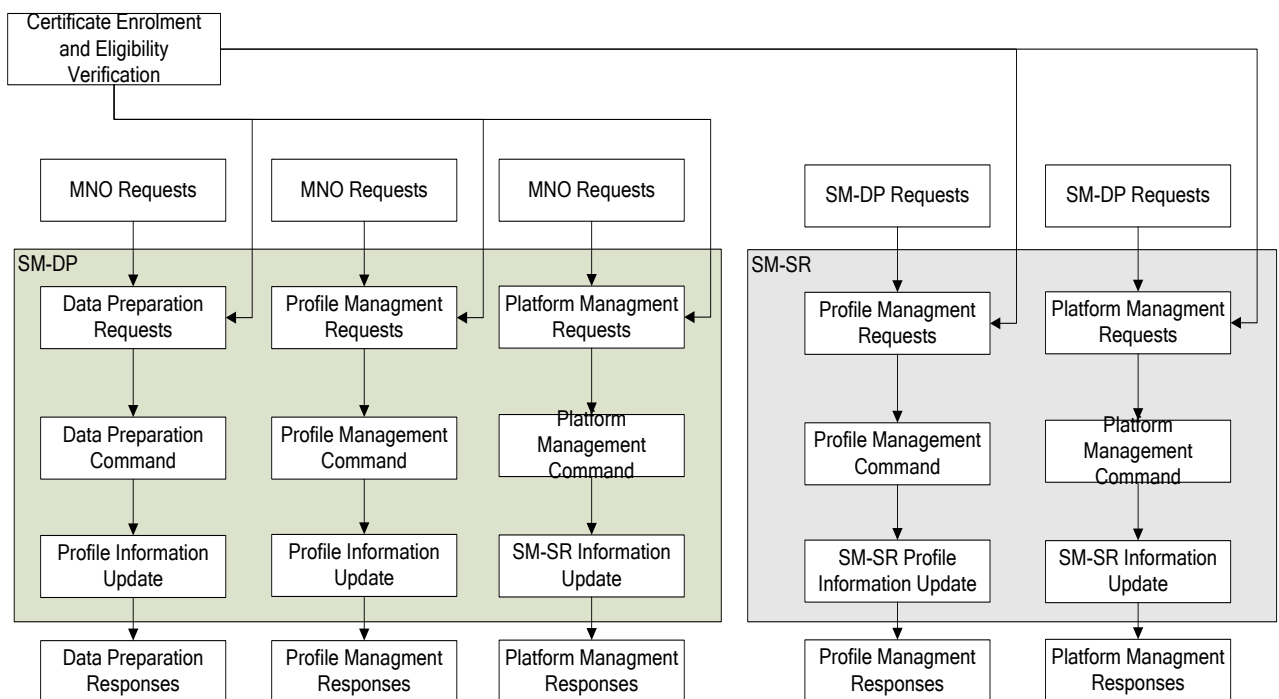 Certificate Enrolment
and Eligibility
Verification
MNO Requests
MNO Requests
MNO Requests
SM-DP Requests
SM-DP Requests
SM-DP
Data Preparation
Requests
Profile Managment
Requests
Platform Managment
Requests
SM-SR
Profile Managment
Requests
Platform Managment
Requests
Data Preparation
Command
Profile Management
Command
Platform
Management
Command
Profile Management
Command
Platform
Management
Command
Profile Information
Update
Profile Information
Update
SM-SR Information
Update
SM-SR Profile
Information Update
SM-SR Information
Update
Data Preparation
Responses
Profile Managment
Responses
Platform Managment
Responses
Profile Managment
Responses
Platform Managment
Responses